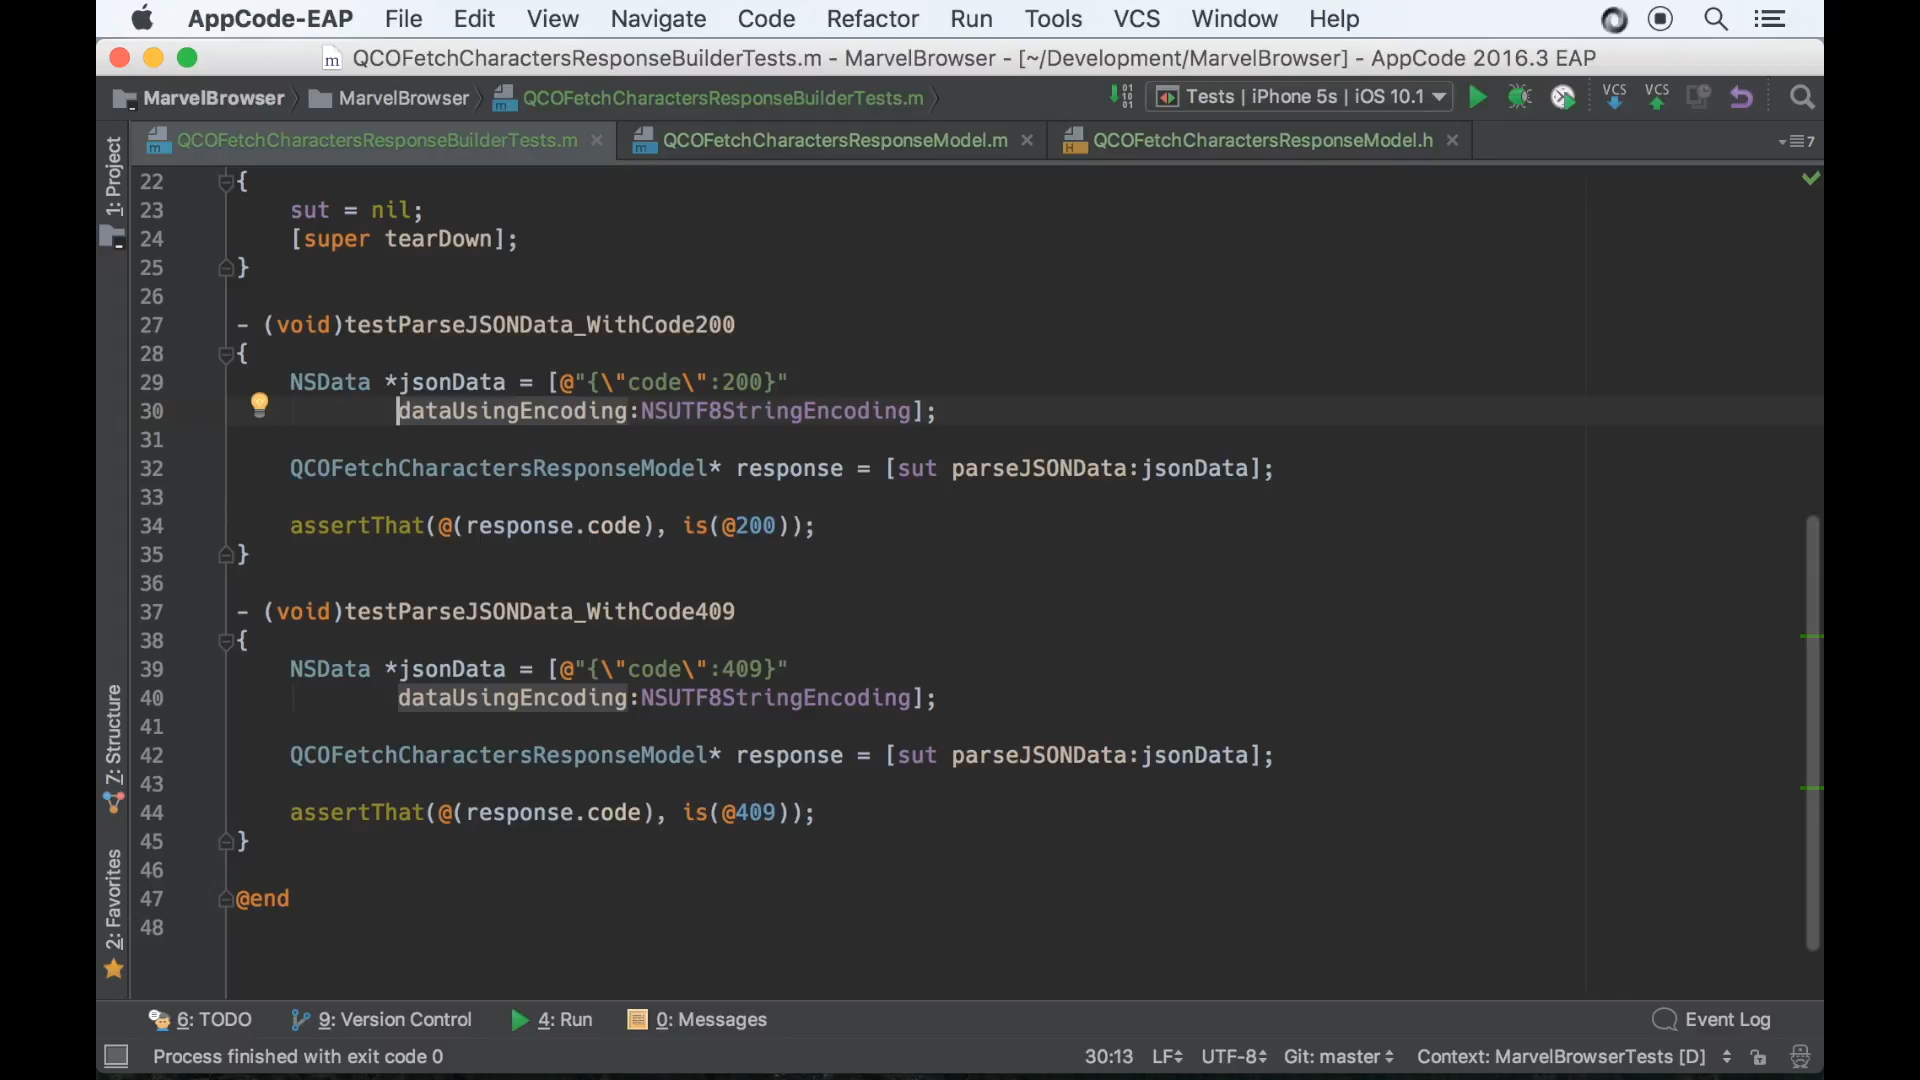 AppCode-EAP File Edit View Navigate Code Refactor Run Tools VCS Window Help
QCOFetchCharactersResponseBuilderTests.m - MarvelBrowser - [~/Development/MarvelBrowser] - AppCode 2016.3 EAP
MarvelBrowser MarvelBrowser QCOFetchCharactersResponseBuilderTests.m Tests | iPhone 5s | iOS 10.1 VCS VCS
QCOFetchCharactersResponseBuilderTests.m QCOFetchCharactersResponseModel.m QCOFetchCharactersResponseModel.h 7
1: Project
7: Structure
2: Favorites
22 {
23 sut = nil;
24 [super tearDown];
25 }
26
27 - (void)testParseJSONData_WithCode200
28 {
29 NSData *jsonData = [@"{\"code\":200}"
30 dataUsingEncoding:NSUTF8StringEncoding];
31
32 QCOFetchCharactersResponseModel* response = [sut parseJSONData:jsonData];
33
34 assertThat(@(response.code), is(@200));
35 }
36
37 - (void)testParseJSONData_WithCode409
38 {
39 NSData *jsonData = [@"{\"code\":409}"
40 dataUsingEncoding:NSUTF8StringEncoding];
41
42 QCOFetchCharactersResponseModel* response = [sut parseJSONData:jsonData];
43
44 assertThat(@(response.code), is(@409));
45 }
46
47 @end
48
6: TODO 9: Version Control 4: Run 0: Messages Event Log
Process finished with exit code 0 30:13 LF UTF-8 Git: master Context: MarvelBrowserTests [D]